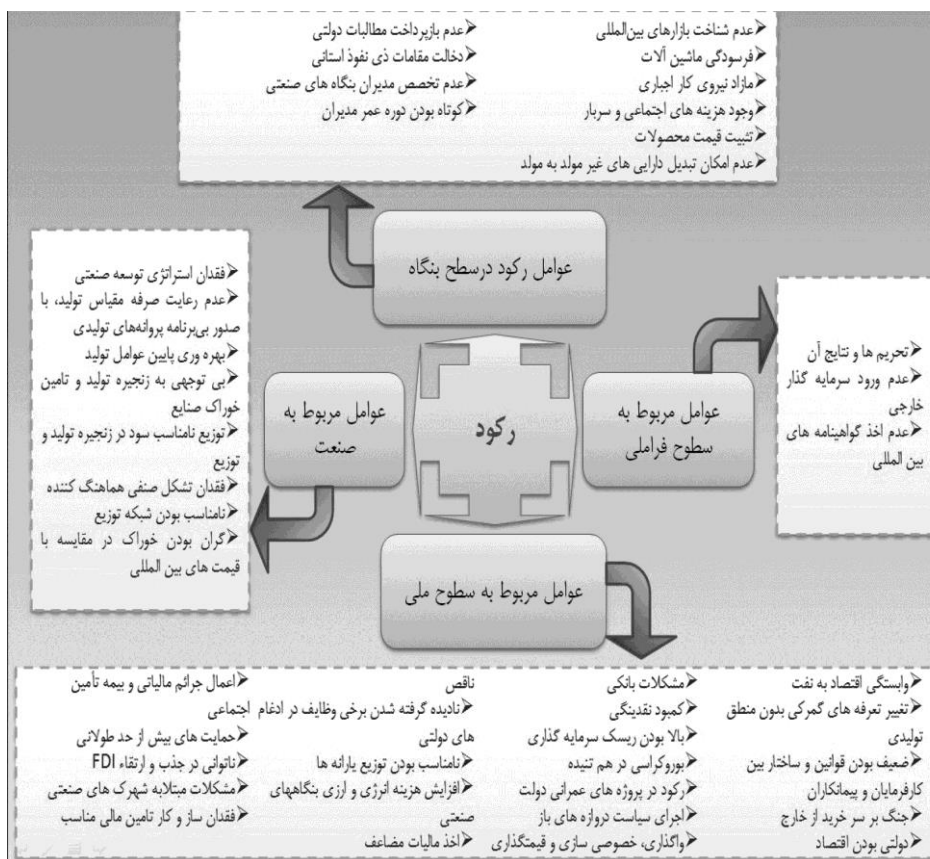 عدم شناخت بازارهای بین‌المللی
فرسودگی ماشین آلات
مازاد نیروی کار اجباری
وجود هزینه های اجتماعی و سربار
تثبیت قیمت محصولات
عدم امکان تبدیل دارایی های غیر مولد به مولد
عدم بازپرداخت مطالبات دولتی
دخالت مقامات ذی نفوذ استانی
عدم تخصص مدیران بنگاه های صنعتی
کوتاه بودن دوره عمر مدیران
عوامل رکود درسطح بنگاه
تحریم ها و نتایج آن
عدم ورود سرمایه گذار
خارجی
عدم اخذ گواهینامه های
بین المللی
عوامل مربوط به
سطوح فراملی
رکود
عوامل مربوط به
صنعت
فقدان استراتژی توسعه صنعتی
عدم رعایت صرفه مقیاس تولید، با
صدور بی‌برنامه پروانه‌های تولیدی
بهره وری پایین عوامل تولید
بی توجهی به زنجیره تولید و تامین
خوراک صنایع
توزیع نامناسب سود در زنجیره تولید و
توزیع
فقدان تشکل صنفی هماهنگ کننده
نامناسب بودن شبکه توزیع
گران بودن خوراک در مقایسه با
قیمت های بین المللی
عوامل مربوط به سطوح ملی
وابستگی اقتصاد به نفت
تغییر تعرفه های گمرکی بدون منطق
تولیدی
ضعیف بودن قوانین و ساختار بین
کارفرمایان و پیمانکاران
جنگ بر سر خرید از خارج
دولتی بودن اقتصاد
مشکلات بانکی
کمبود نقدینگی
بالا بودن ریسک سرمایه گذاری
بوروکراسی در هم تنیده
رکود در پروژه های عمرانی دولت
اجرای سیاست دروازه های باز
واگذاری، خصوصی سازی و قیمتگذاری
ناقص
نادیده گرفته شدن برخی وظایف در ادغام
های دولتی
نامناسب بودن توزیع یارانه ها
افزایش هزینه انرژی و ارزی بنگاههای
صنعتی
اخذ مالیات مضاعف
اعمال جرائم مالیاتی و بیمه تأمین
اجتماعی
حمایت های بیش از حد طولانی
ناتوانی در جذب و ارتقاء FDI
مشکلات مبتلابه شهرک های صنعتی
فقدان ساز و کار تامین مالی مناسب